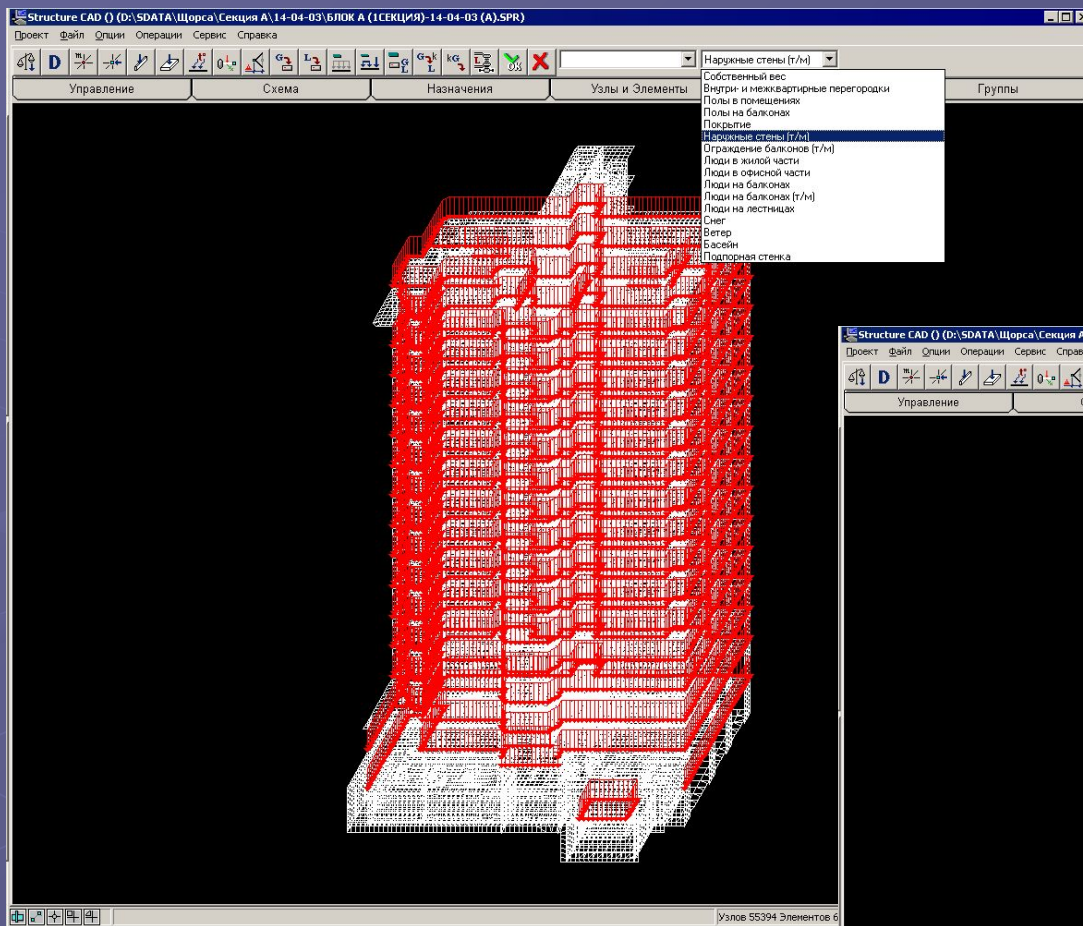 Structure CAD () (D:\SDATA\Щорса\Секция А\14-04-03\БЛОК А (1СЕКЦИЯ)-14-04-03 (А).SPR)
Проект Файл Опции Операции Сервис Справка
D
Наружные стены (т/м)
Управление Схема Назначения Узлы и Элементы Группы
Собственный вес
Внутри- и межквартирные перегородки
Полы в помещениях
Полы на балконах
Покрытие
Наружные стены (т/м)
Ограждение балконов (т/м)
Люди в жилой части
Люди в офисной части
Люди на балконах
Люди на балконах (т/м)
Люди на лестницах
Снег
Ветер
Басейн
Подпорная стенка
Structure CAD () (D:\SDATA\Щорса\Секция А
Проект Файл Опции Операции Сервис Справ
D
Управление
Узлов 55394 Элементов 6